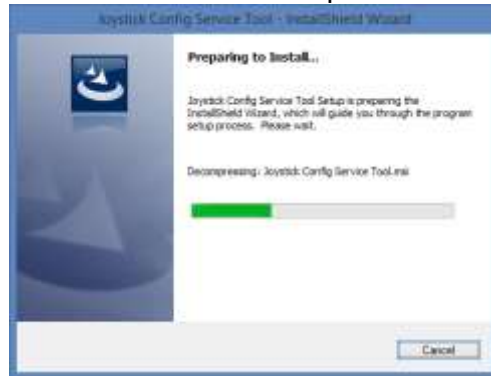 Joystick Config Service Tool - InstallShield Wizard
Preparing to Install...
Joystick Config Service Tool Setup is preparing the
InstallShield Wizard, which will guide you through the program
setup process. Please wait.
Decompressing: Joystick Config Service Tool.msi
Cancel